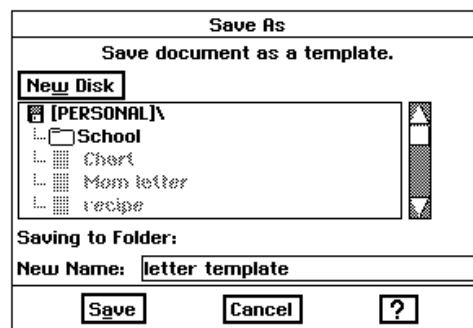 Save As
Save document as a template.
New Disk
[PERSONAL]\
School
Chart
Mom letter
recipe
Saving to Folder:
New Name: letter template
Save Cancel ?